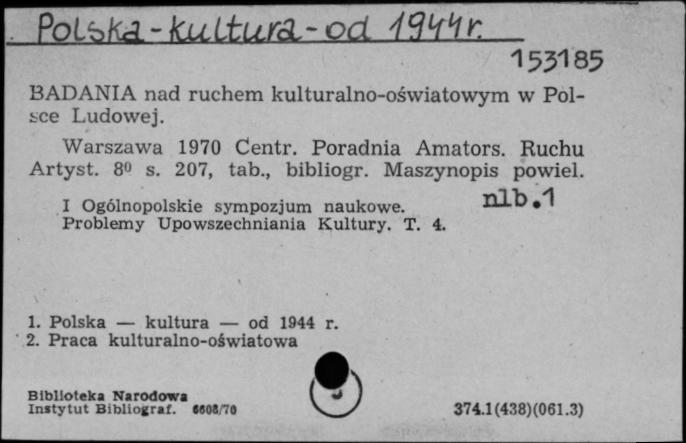 Polska-kultura-od 1944r.
153185
BADANIA nad ruchem kulturalno-oświatowym w Pol-
sce Ludowej.
Warszawa 1970 Centr. Poradnia Amators. Ruchu
Artyst. 8⁰ s. 207, tab., bibliogr. Maszynopis powiel.
nlb.1
I Ogólnopolskie sympozjum naukowe.
Problemy Upowszechniania Kultury. T. 4.
1. Polska — kultura — od 1944 r.
2. Praca kulturalno-oświatowa
Biblioteka Narodowa
Instytut Bibliograf. 6608/70
374.1(438)(061.3)